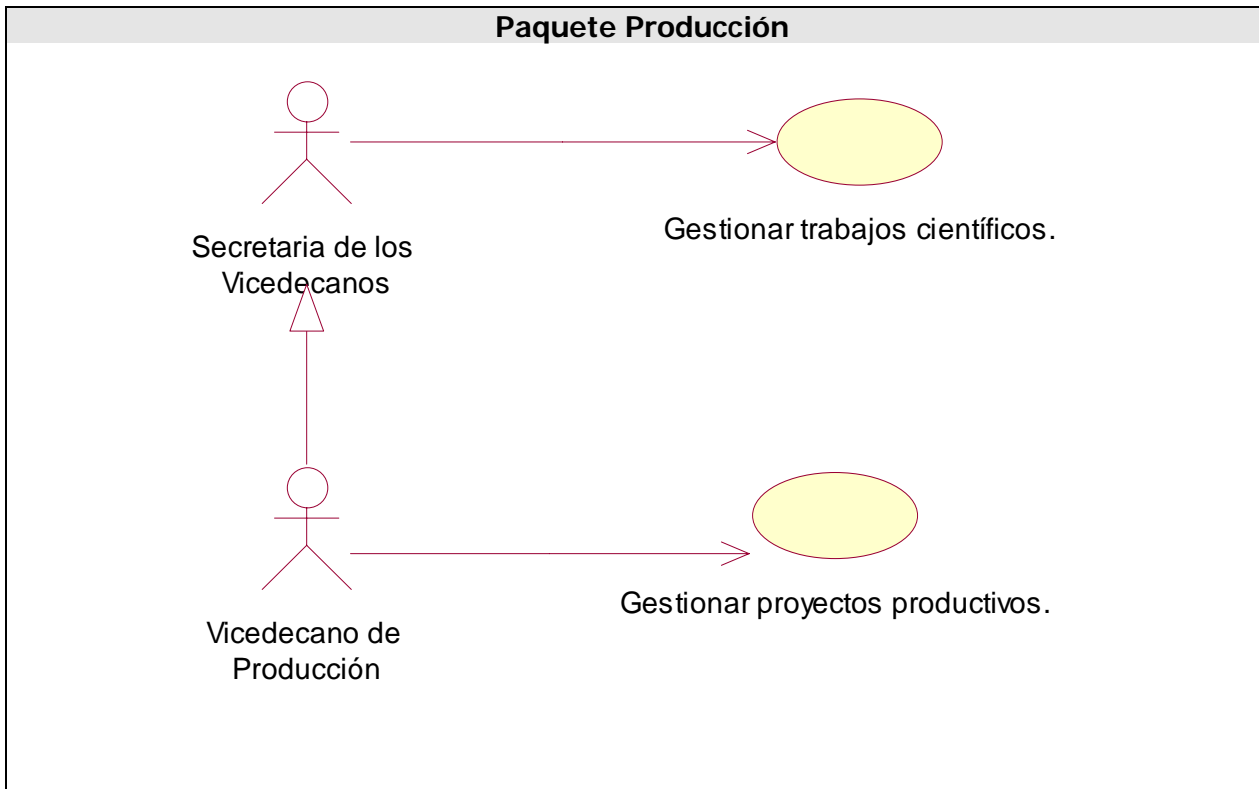 Paquete Producción
Secretaria de los
Vicedecanos
Gestionar trabajos científicos.
Vicedecano de
Producción
Gestionar proyectos productivos.